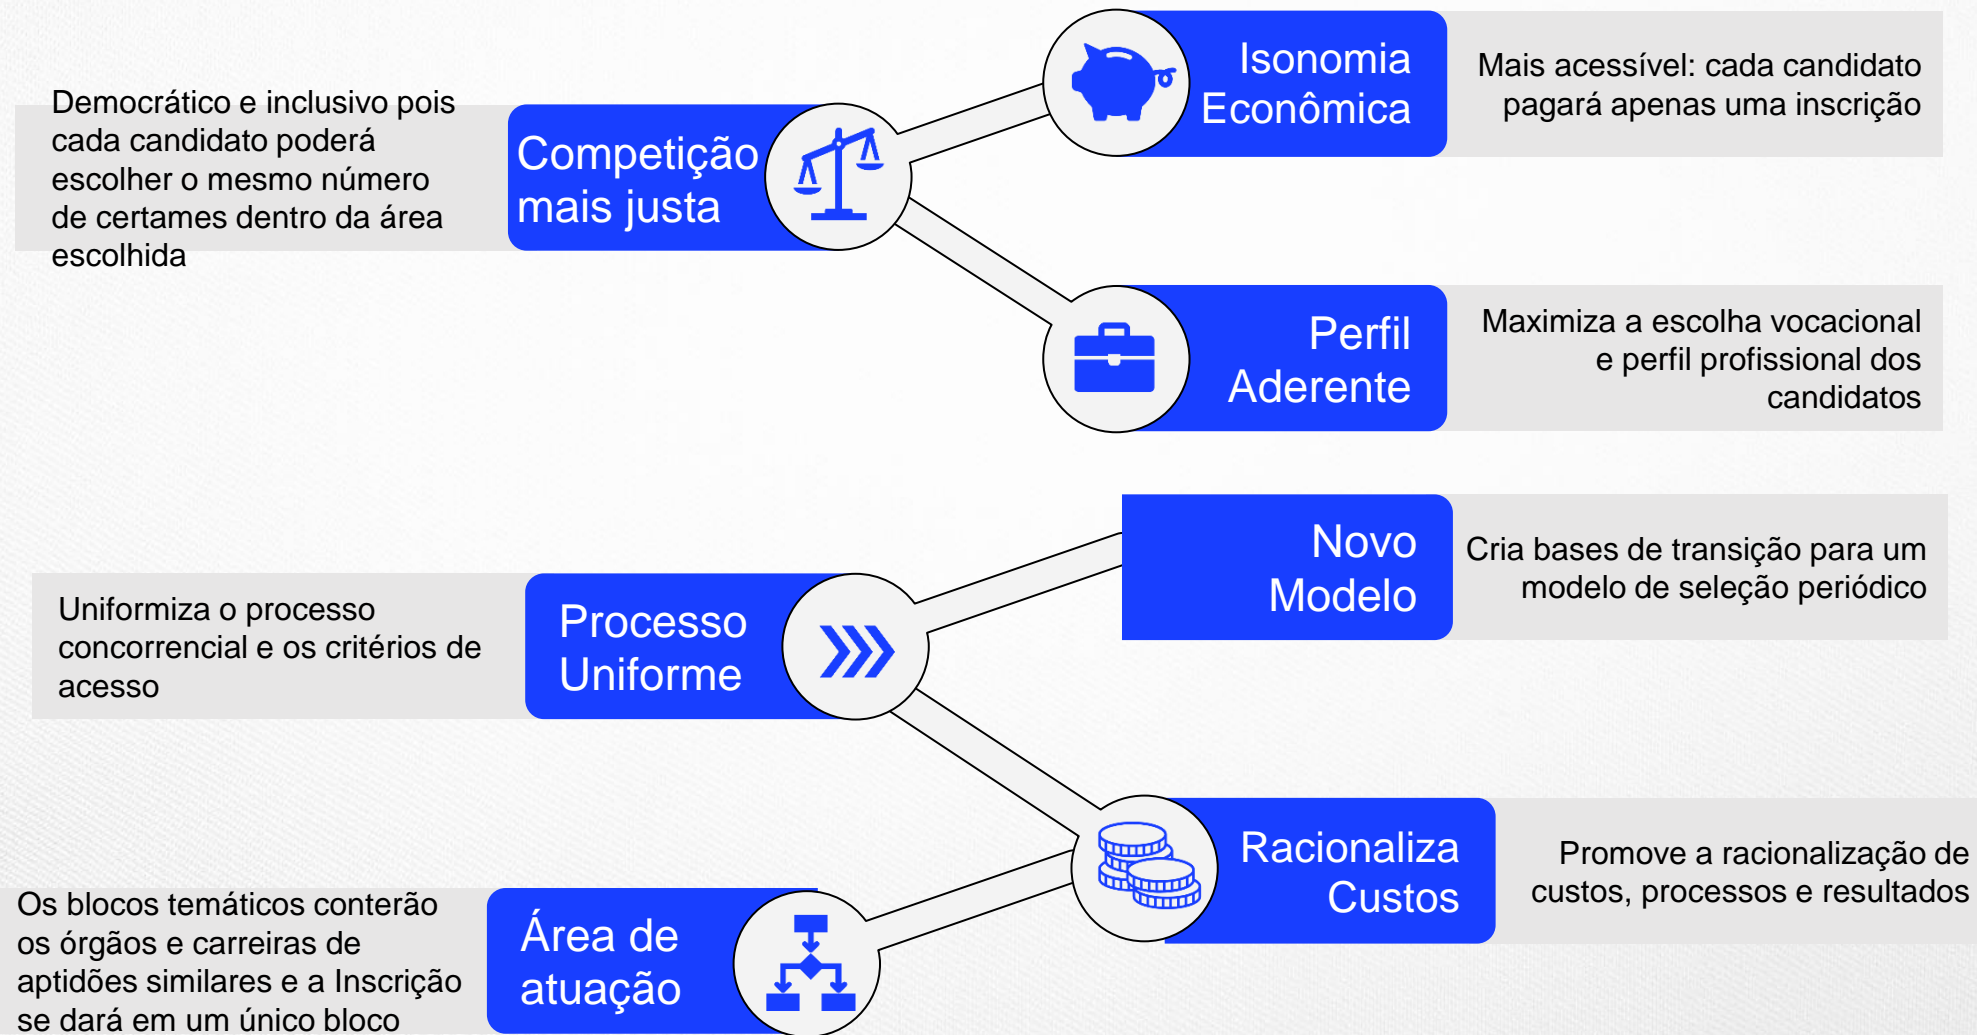 Isonomia
Econômica
Mais acessível: cada candidato
pagará apenas uma inscrição
Democrático e inclusivo pois
cada candidato poderá
escolher o mesmo número
de certames dentro da área
escolhida
Competição
mais justa
Perfil
Aderente
Maximiza a escolha vocacional
e perfil profissional dos
candidatos
Novo
Modelo
Cria bases de transição para um
modelo de seleção periódico
Uniformiza o processo
concorrencial e os critérios de
acesso
Processo
Uniforme
Racionaliza
Custos
Promove a racionalização de
custos, processos e resultados
Os blocos temáticos conterão
os órgãos e carreiras de
aptidões similares e a Inscrição
se dará em um único bloco
Área de
atuação